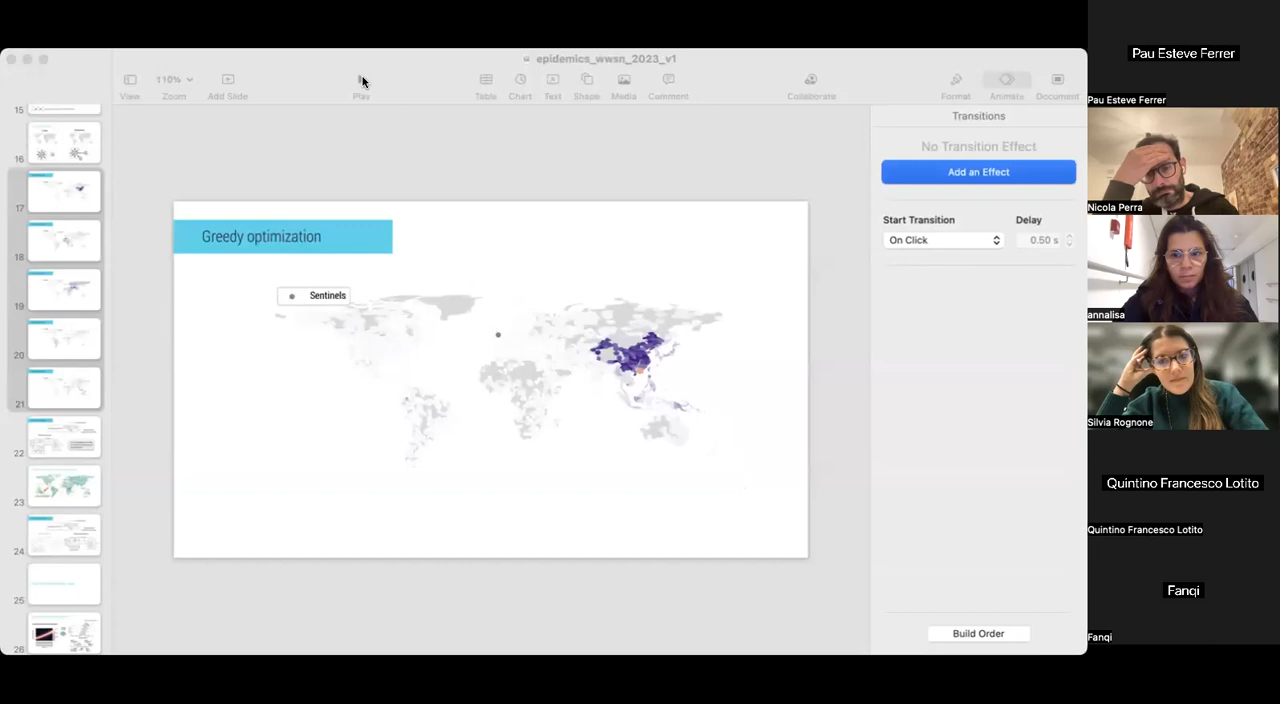 epidemics_wwsn_2023_v1
View
110%
Zoom
Add Slide
Play
Table
Chart
Text
Shape
Media
Comment
Collaborate
Format
Animate
Document
15
16
17
18
19
20
21
22
23
24
25
26
Greedy optimization
Sentinels
Transitions
No Transition Effect
Add an Effect
Start Transition
Delay
On Click
0.50 s
Build Order
Pau Esteve Ferrer
Pau Esteve Ferrer
Nicola Perra
annalisa
Silvia Rognone
Quintino Francesco Lotito
Quintino Francesco Lotito
Fanqi
Fanqi